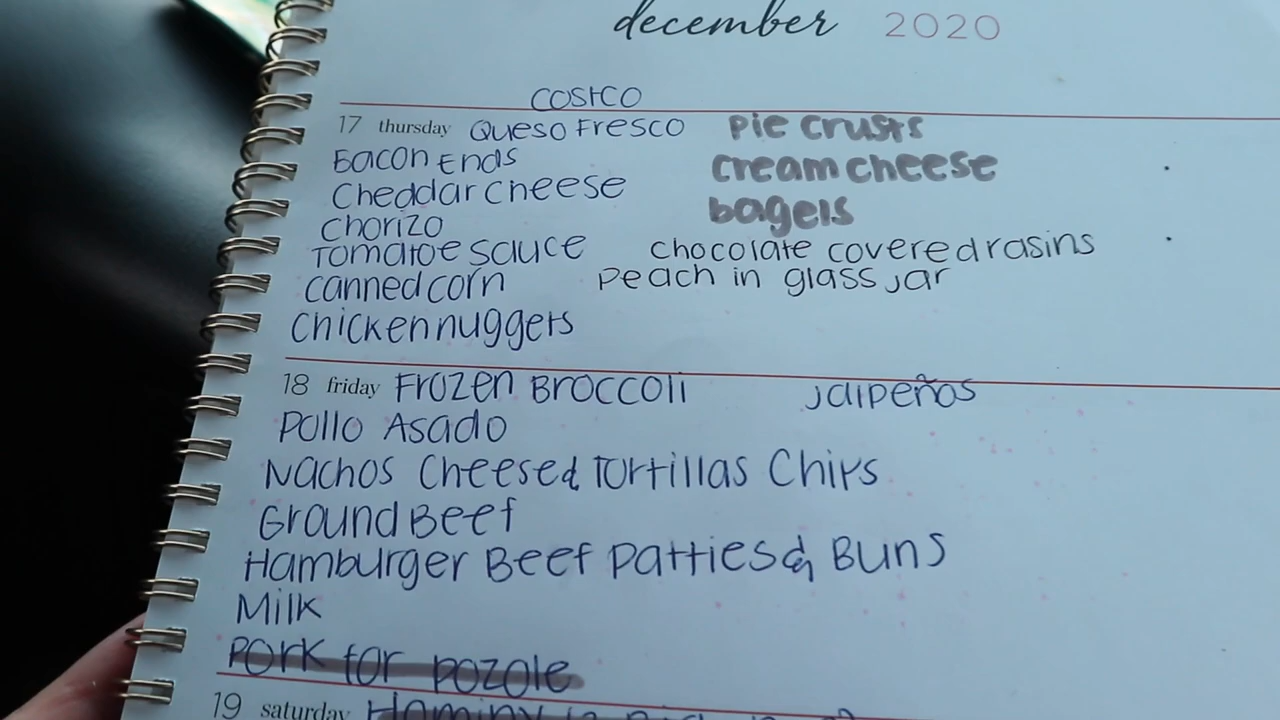 december 2020
COSTCO
17 thursday Queso Fresco Pie crusts
Bacon Ends cream cheese
Cheddar cheese bagels
Chorizo
Tomatoe sauce chocolate covered rasins
canned corn Peach in glass jar
Chicken nuggets
18 friday Frozen Broccoli Jalpeños
Pollo Asado
Nachos Cheese & Tortillas Chips
Ground Beef
Hamburger Beef Patties & Buns
Milk
Pork for pozole
19 saturday Hominy